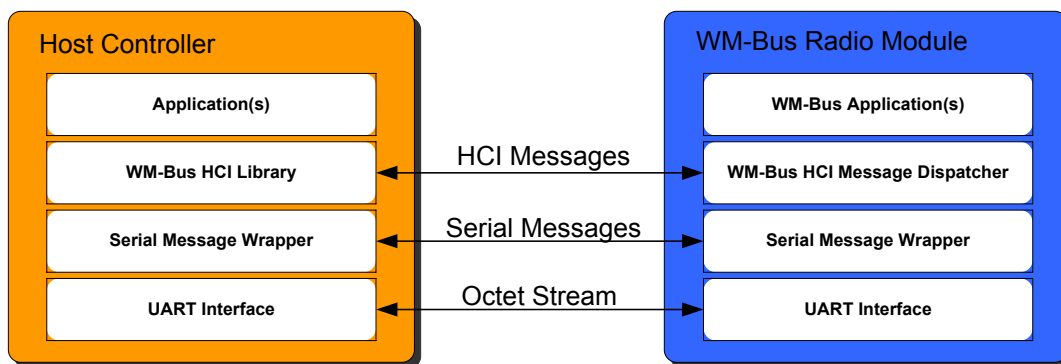 Host Controller
Application(s)
WM-Bus HCI Library
Serial Message Wrapper
UART Interface
HCI Messages
Serial Messages
Octet Stream
WM-Bus Radio Module
WM-Bus Application(s)
WM-Bus HCI Message Dispatcher
Serial Message Wrapper
UART Interface